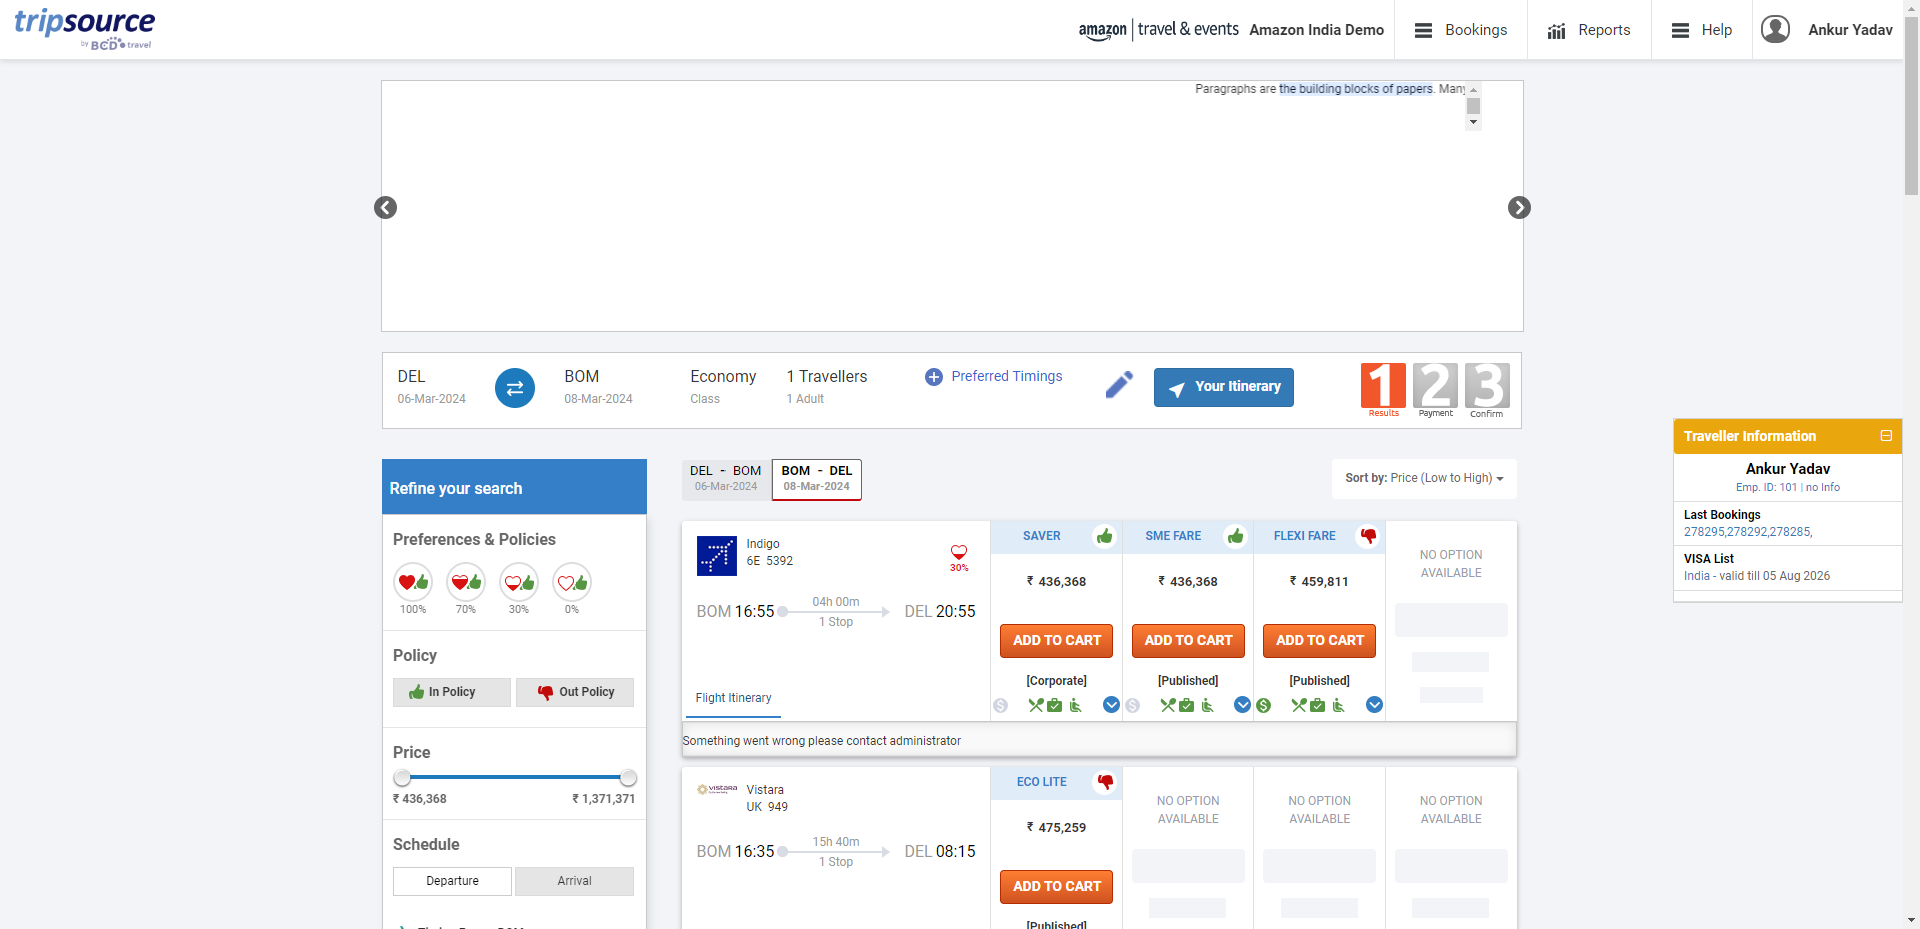 tripsource
by BCD travel
amazon | travel & events
Amazon India Demo
Bookings
Reports
Help
Ankur Yadav
Paragraphs are the building blocks of papers. Many
DEL
06-Mar-2024
BOM
08-Mar-2024
Economy
Class
1 Travellers
1 Adult
Preferred Timings
Your Itinerary
1
Results
2
Payment
3
Confirm
Traveller Information
Ankur Yadav
Emp. ID: 101 | no Info
Last Bookings
278295,278292,278285,
VISA List
India - valid till 05 Aug 2026
Refine your search
Preferences & Policies
100%
70%
30%
0%
Policy
In Policy
Out Policy
Price
₹ 436,368
₹ 1,371,371
Schedule
Departure
Arrival
DEL - BOM
06-Mar-2024
BOM - DEL
08-Mar-2024
Sort by: Price (Low to High)
Indigo
6E 5392
30%
BOM 16:55
04h 00m
1 Stop
DEL 20:55
Flight Itinerary
SAVER
₹ 436,368
ADD TO CART
[Corporate]
SME FARE
₹ 436,368
ADD TO CART
[Published]
FLEXI FARE
₹ 459,811
ADD TO CART
[Published]
NO OPTION
AVAILABLE
Something went wrong please contact administrator
VISTARA
Vistara
UK 949
BOM 16:35
15h 40m
1 Stop
DEL 08:15
ECO LITE
₹ 475,259
ADD TO CART
[Published]
NO OPTION
AVAILABLE
NO OPTION
AVAILABLE
NO OPTION
AVAILABLE